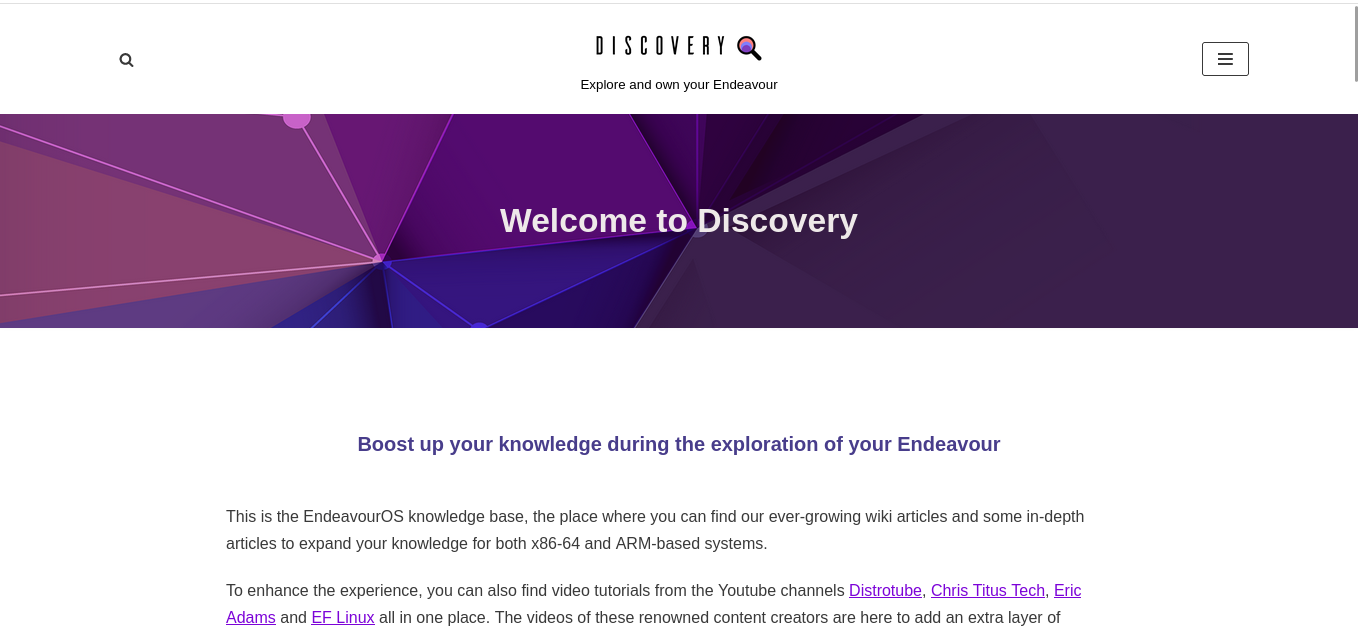 DISCOVERY
Explore and own your Endeavour
Welcome to Discovery
Boost up your knowledge during the exploration of your Endeavour
This is the EndeavourOS knowledge base, the place where you can find our ever-growing wiki articles and some in-depth
articles to expand your knowledge for both x86-64 and ARM-based systems.
To enhance the experience, you can also find video tutorials from the Youtube channels Distrotube, Chris Titus Tech, Eric
Adams and EF Linux all in one place. The videos of these renowned content creators are here to add an extra layer of